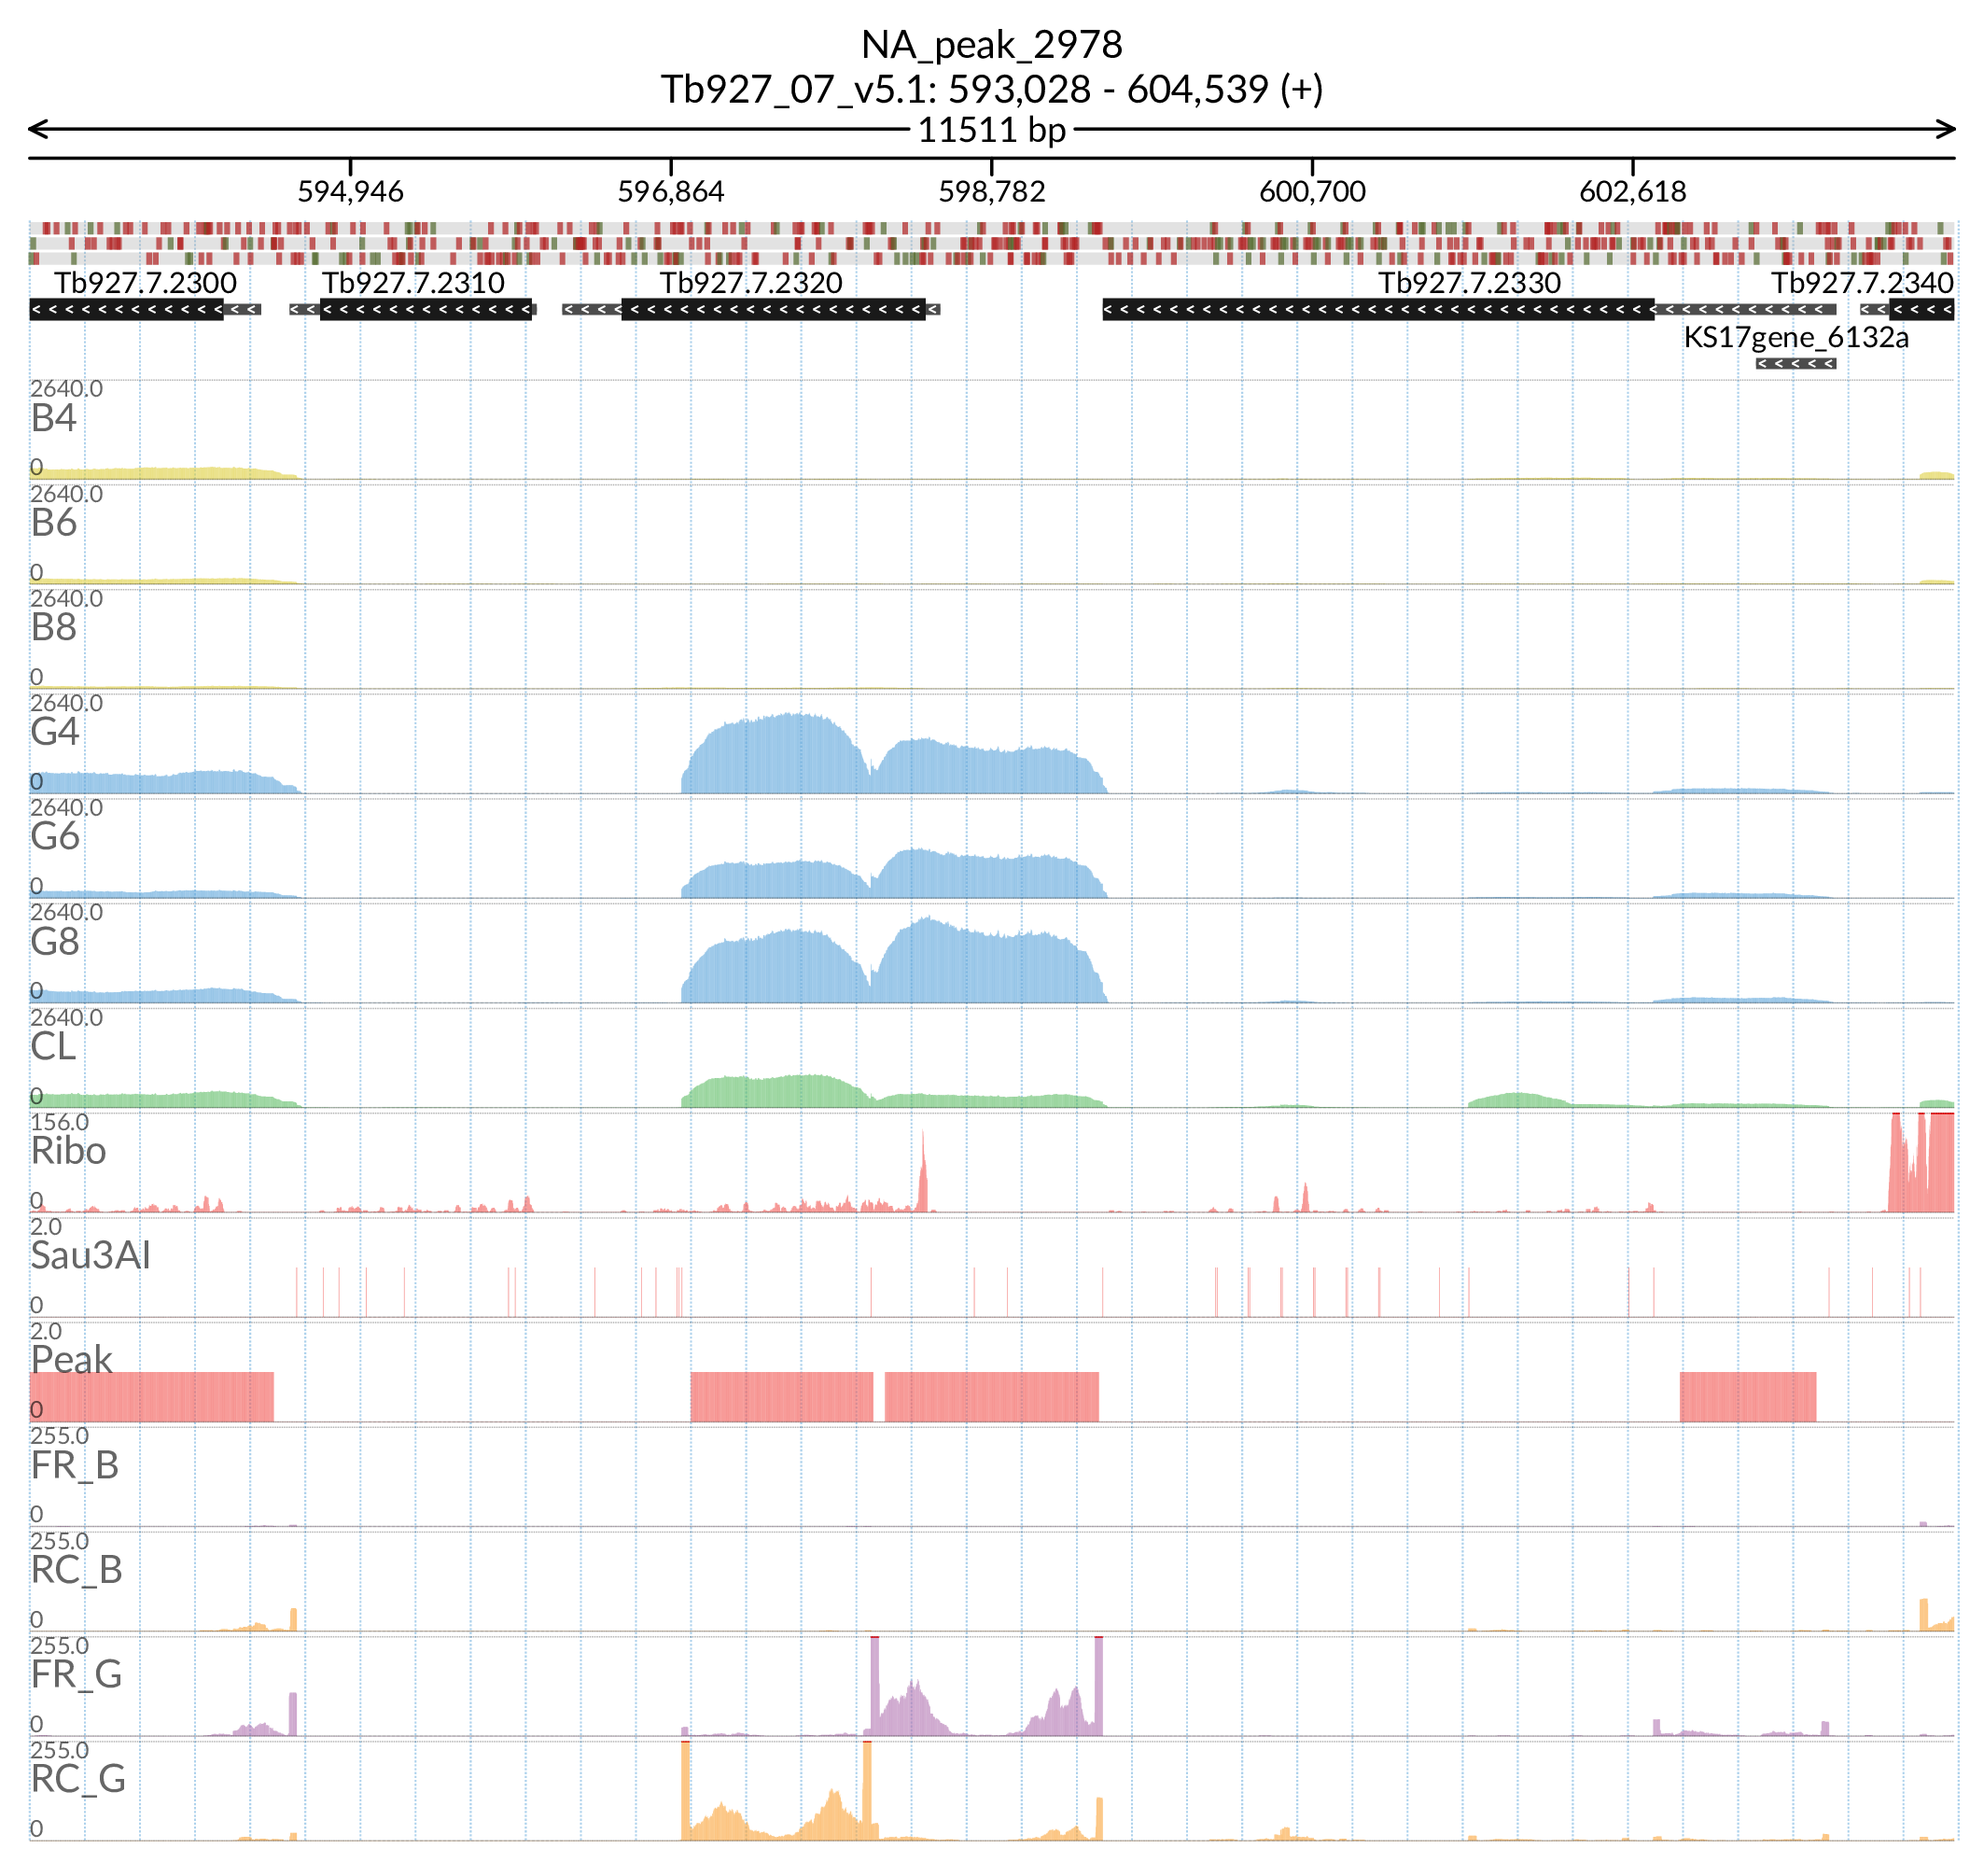 NA_peak_2978
Tb927_07_v5.1: 593,028 - 604,539 (+)
11511 bp
594,946 596,864 598,782 600,700 602,618
Tb927.7.2300 Tb927.7.2310 Tb927.7.2320 Tb927.7.2330 Tb927.7.2340
KS17gene_6132a
2640.0
B4
0
2640.0
B6
0
2640.0
B8
0
2640.0
G4
0
2640.0
G6
0
2640.0
G8
0
2640.0
CL
0
156.0
Ribo
0
2.0
Sau3AI
0
2.0
Peak
0
255.0
FR_B
0
255.0
RC_B
0
255.0
FR_G
0
255.0
RC_G
0